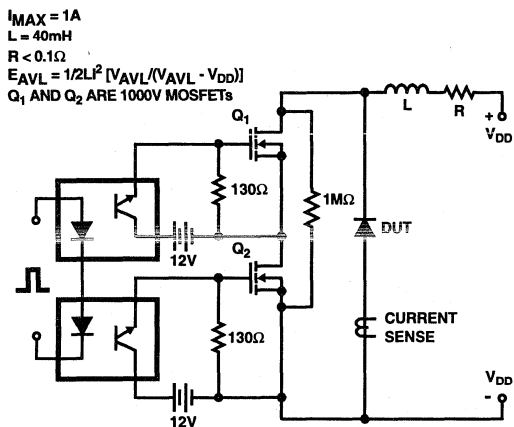 IMAX = 1A
L = 40mH
R < 0.1Ω
EAVL = 1/2LI² [VAVL/(VAVL - VDD)]
Q1 AND Q2 ARE 1000V MOSFETs
Q1
L
R
+
VDD
130Ω
1MΩ
DUT
12V
Q2
130Ω
CURRENT
SENSE
VDD
-
12V